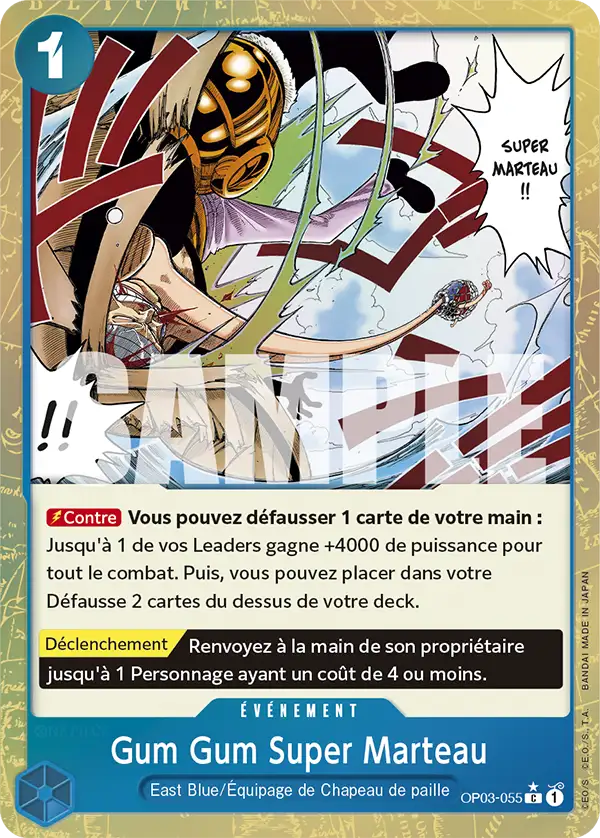 1
SUPER
MARTEAU
!!
!!
SAMPLE
Contre Vous pouvez défausser 1 carte de votre main :
Jusqu'à 1 de vos Leaders gagne +4000 de puissance pour
tout le combat. Puis, vous pouvez placer dans votre
Défausse 2 cartes du dessus de votre deck.
Déclenchement Renvoyez à la main de son propriétaire
jusqu'à 1 Personnage ayant un coût de 4 ou moins.
ÉVÉNEMENT
Gum Gum Super Marteau
East Blue/Équipage de Chapeau de paille
OP03-055 C 1
©E.O/S. ©E.O./S., T.A. BANDAI MADE IN JAPAN